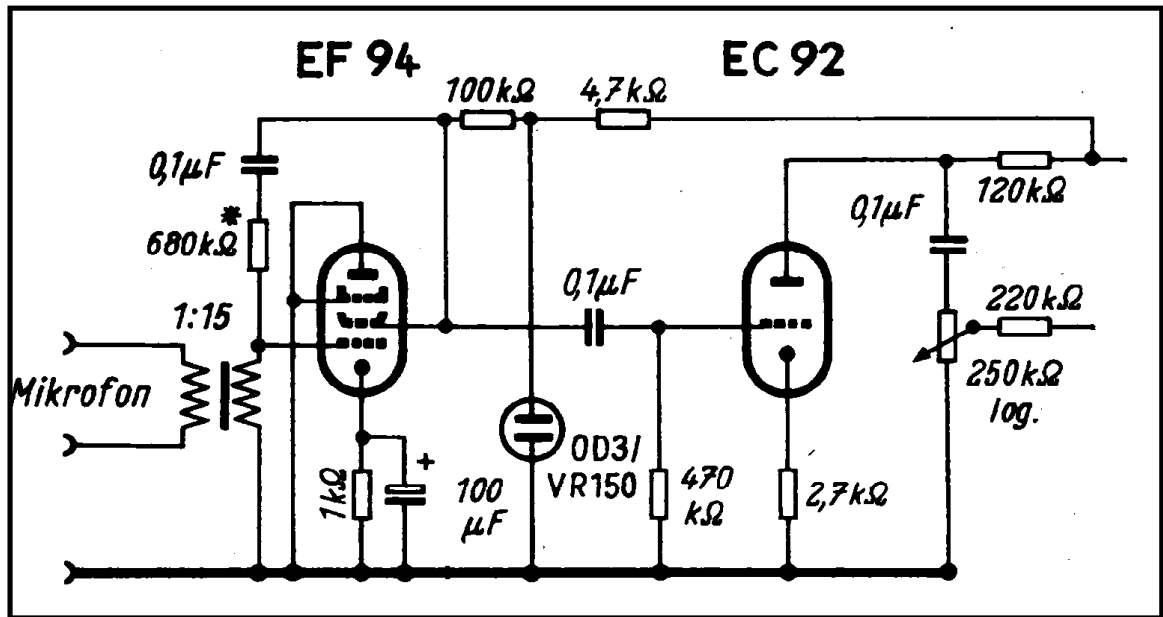 EF 94
EC 92
100kΩ
4,7kΩ
0,1µF
120kΩ
0,1µF
*
680kΩ
0,1µF
220kΩ
1:15
Mikrofon
250kΩ
log.
OD3/
VR150
+
1kΩ
100
µF
470
kΩ
2,7kΩ